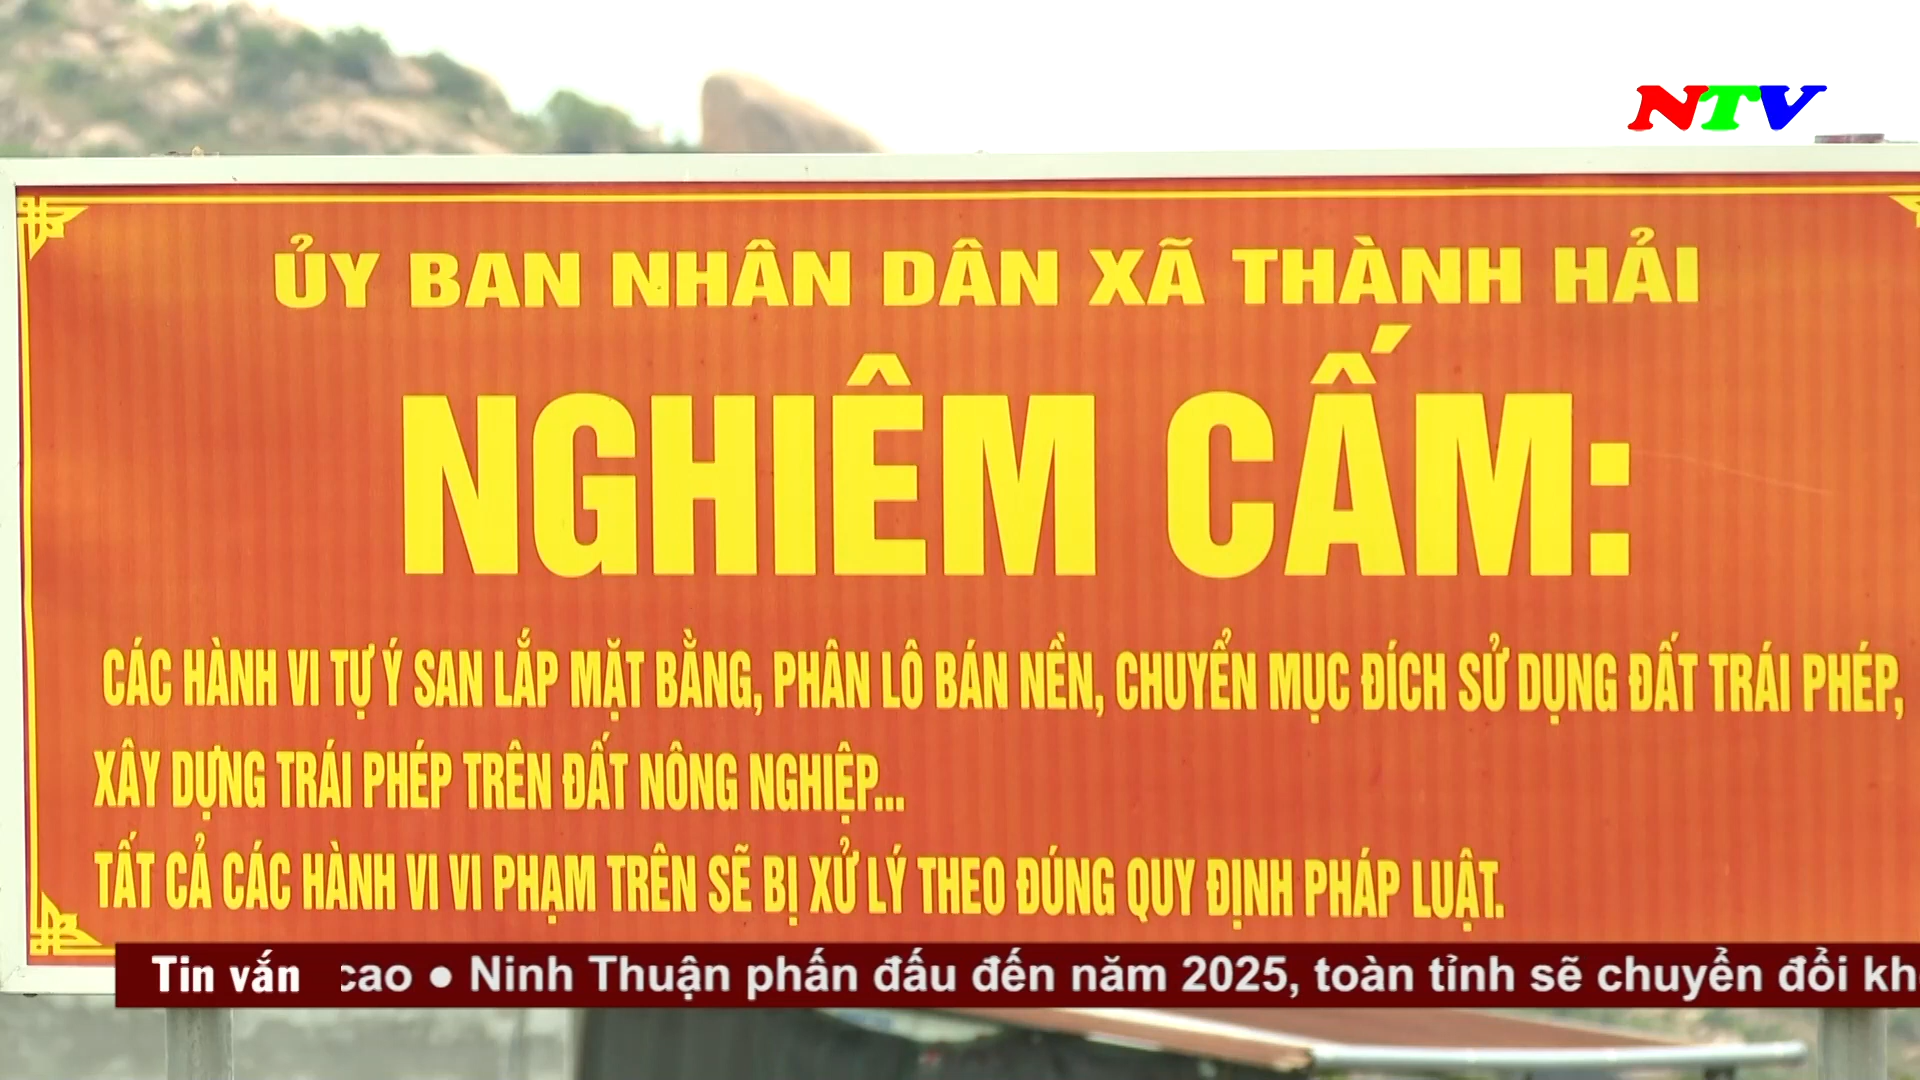 NTV
ỦY BAN NHÂN DÂN XÃ THÀNH HẢI
NGHIÊM CẤM:
CÁC HÀNH VI TỰ Ý SAN LẮP MẶT BẰNG, PHÂN LÔ BÁN NỀN, CHUYỂN MỤC ĐÍCH SỬ DỤNG ĐẤT TRÁI PHÉP,
XÂY DỰNG TRÁI PHÉP TRÊN ĐẤT NÔNG NGHIỆP...
TẤT CẢ CÁC HÀNH VI VI PHẠM TRÊN SẼ BỊ XỬ LÝ THEO ĐÚNG QUY ĐỊNH PHÁP LUẬT.
Tin vắn cao ● Ninh Thuận phấn đấu đến năm 2025, toàn tỉnh sẽ chuyển đổi